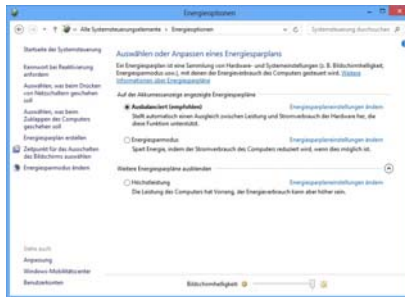 Energieoptionen
Alle Systemsteuerungselemente
Energieoptionen
Systemsteuerung durchsuchen
Startseite der Systemsteuerung
Kennwort bei Reaktivierung
anfordern
Auswählen, was beim Drücken
von Netzschaltern geschehen
soll
Auswählen, was beim
Zuklappen des Computers
geschehen soll
Energiesparplan erstellen
Zeitpunkt für das Ausschalten
des Bildschirms auswählen
Energiesparmodus ändern
Auswählen oder Anpassen eines Energiesparplans
Ein Energiesparplan ist eine Sammlung von Hardware- und Systemeinstellungen (z. B. Bildschirmhelligkeit,
Energiesparmodus usw.), mit denen der Energieverbrauch des Computers gesteuert wird. Weitere
Informationen über Energiesparpläne
Auf der Akkumessanzeige angezeigte Energiesparpläne
Ausbalanciert (empfohlen) Energiesparplaneinstellungen ändern
Stellt automatisch einen Ausgleich zwischen Leistung und Stromverbrauch der Hardware her, die
diese Funktion unterstützt.
Energiesparmodus Energiesparplaneinstellungen ändern
Spart Energie, indem der Stromverbrauch des Computers reduziert wird, wenn dies möglich ist.
Weitere Energiesparpläne ausblenden
Höchstleistung Energiesparplaneinstellungen ändern
Die Leistung des Computers hat Vorrang, der Energieverbrauch kann aber höher sein.
Siehe auch
Anpassung
Windows-Mobilitätscenter
Benutzerkonten
Bildschirmhelligkeit